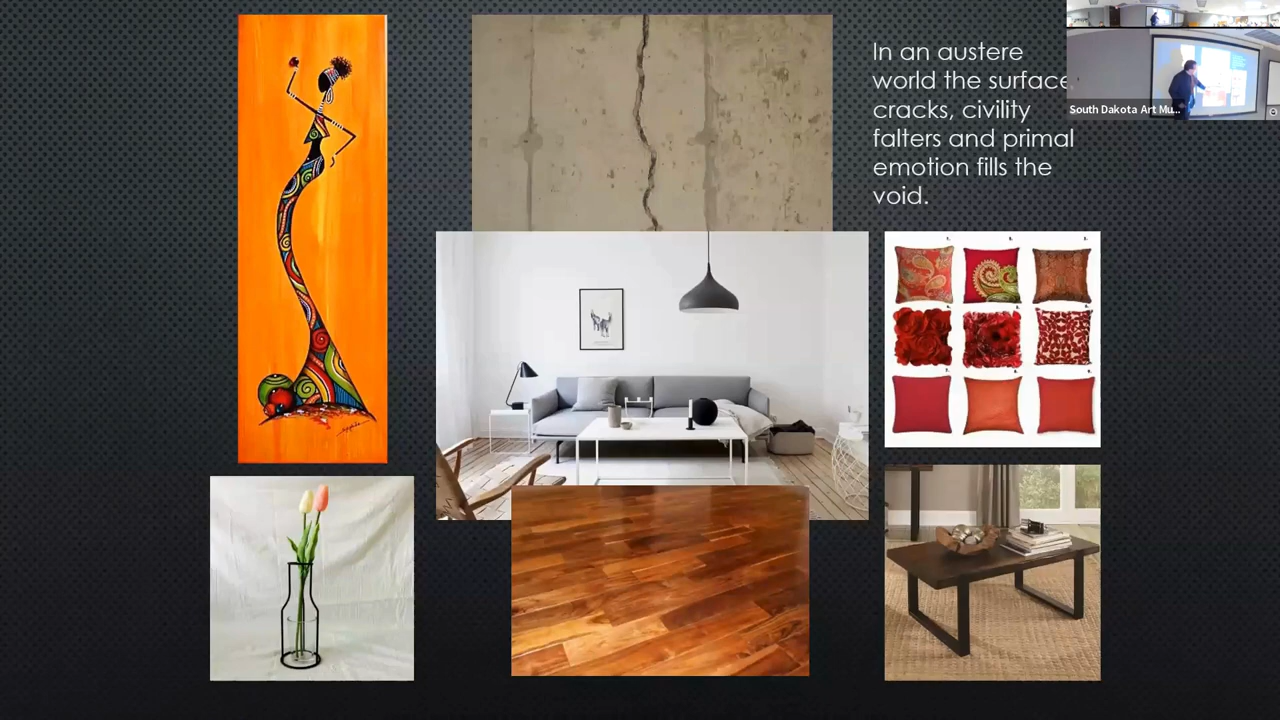 In an austere
world the surface
cracks, civility
falters and primal
emotion fills the
void.
South Dakota Art Mu...